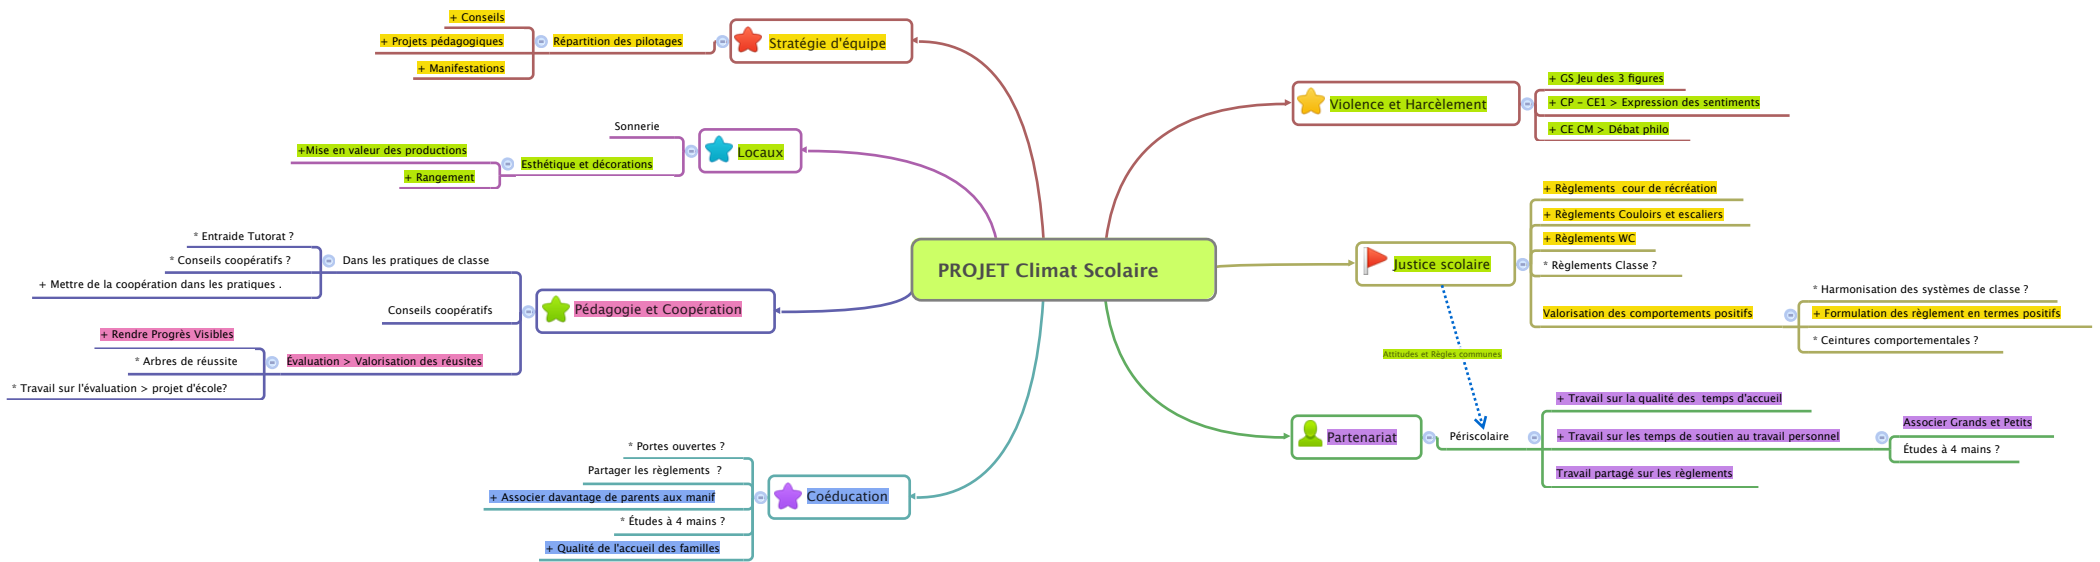 PROJET Climat Scolaire
Stratégie d'équipe
Répartition des pilotages
+ Conseils
+ Projets pédagogiques
+ Manifestations
Locaux
Sonnerie
Esthétique et décorations
+Mise en valeur des productions
+ Rangement
Pédagogie et Coopération
Dans les pratiques de classe
* Entraide Tutorat ?
* Conseils coopératifs ?
+ Mettre de la coopération dans les pratiques .
Conseils coopératifs
Évaluation > Valorisation des réusites
+ Rendre Progrès Visibles
* Arbres de réussite
* Travail sur l'évaluation > projet d'école?
Coéducation
* Portes ouvertes ?
Partager les règlements  ?
+ Associer davantage de parents aux manif
* Études à 4 mains ?
+ Qualité de l'accueil des familles
Violence et Harcèlement
+ GS Jeu des 3 figures
+ CP - CE1 > Expression des sentiments
+ CE CM > Débat philo
Justice scolaire
+ Règlements  cour de récréation
+ Règlements Couloirs et escaliers
+ Règlements WC
* Règlements Classe ?
Valorisation des comportements positifs
* Harmonisation des systèmes de classe ?
+ Formulation des règlement en termes positifs
* Ceintures comportementales ?
Attitudes et Règles communes
Partenariat
Périscolaire
+ Travail sur la qualité des  temps d'accueil
+ Travail sur les temps de soutien au travail personnel
Associer Grands et Petits
Études à 4 mains ?
Travail partagé sur les règlements